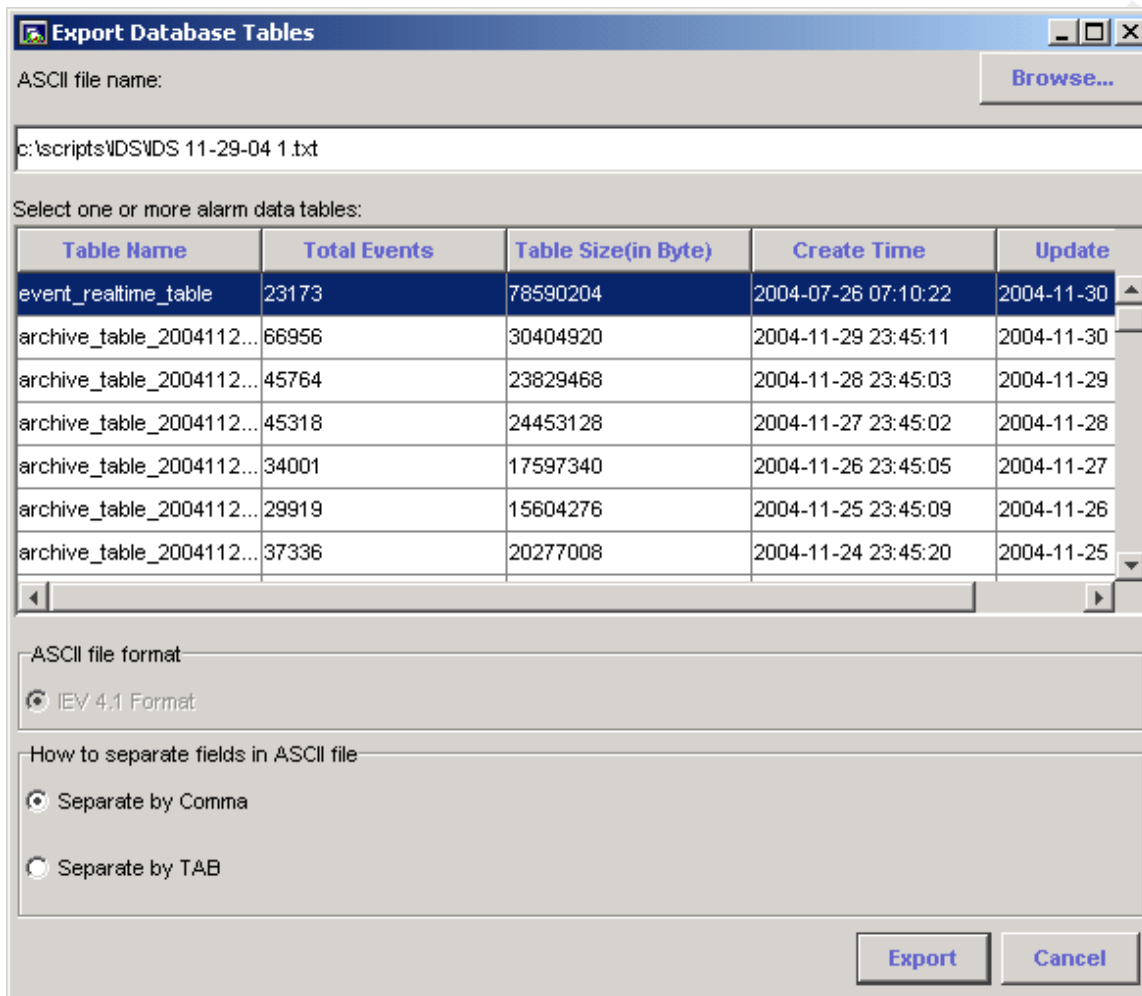 Export Database Tables
ASCII file name:
Browse...
c:\scripts\IDS\IDS 11-29-04 1.txt
Select one or more alarm data tables:
Table Name Total Events Table Size(in Byte) Create Time Update
event_realtime_table 23173 78590204 2004-07-26 07:10:22 2004-11-30
archive_table_2004112... 66956 30404920 2004-11-29 23:45:11 2004-11-30
archive_table_2004112... 45764 23829468 2004-11-28 23:45:03 2004-11-29
archive_table_2004112... 45318 24453128 2004-11-27 23:45:02 2004-11-28
archive_table_2004112... 34001 17597340 2004-11-26 23:45:05 2004-11-27
archive_table_2004112... 29919 15604276 2004-11-25 23:45:09 2004-11-26
archive_table_2004112... 37336 20277008 2004-11-24 23:45:20 2004-11-25
ASCII file format
IEV 4.1 Format
How to separate fields in ASCII file
Separate by Comma
Separate by TAB
Export Cancel